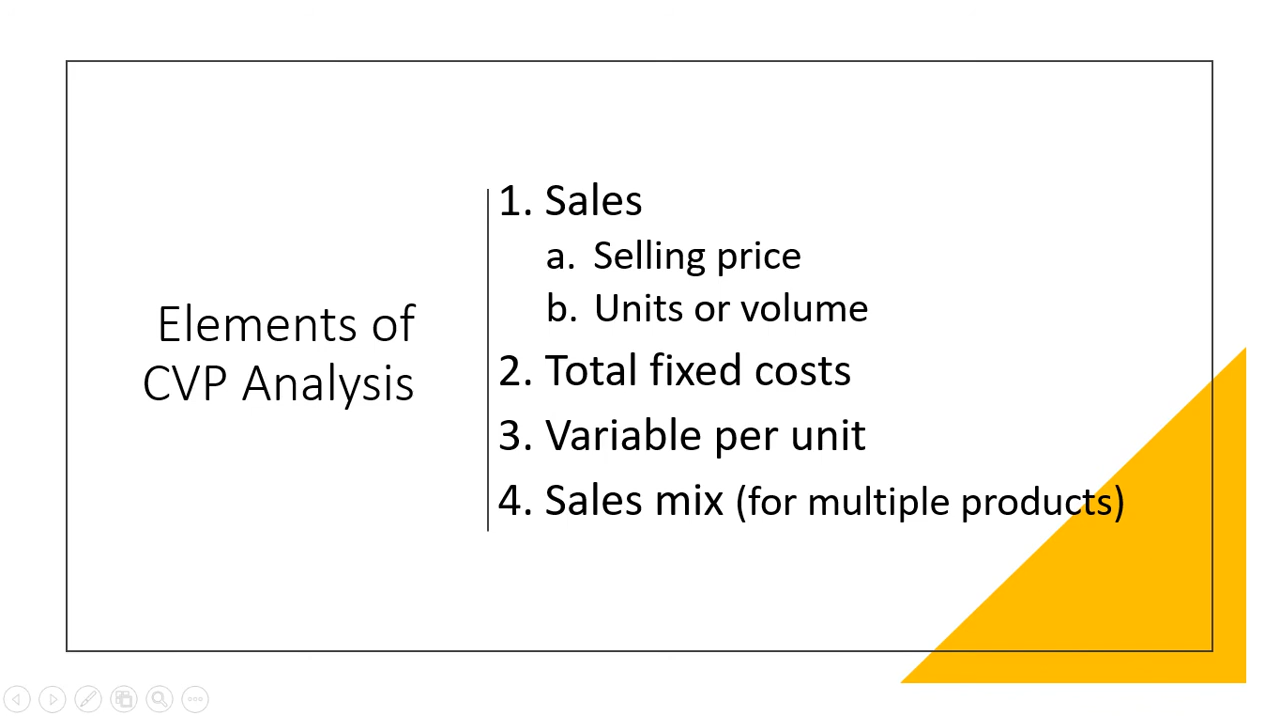 Elements of
CVP Analysis
1. Sales
a. Selling price
b. Units or volume
2. Total fixed costs
3. Variable per unit
4. Sales mix (for multiple products)